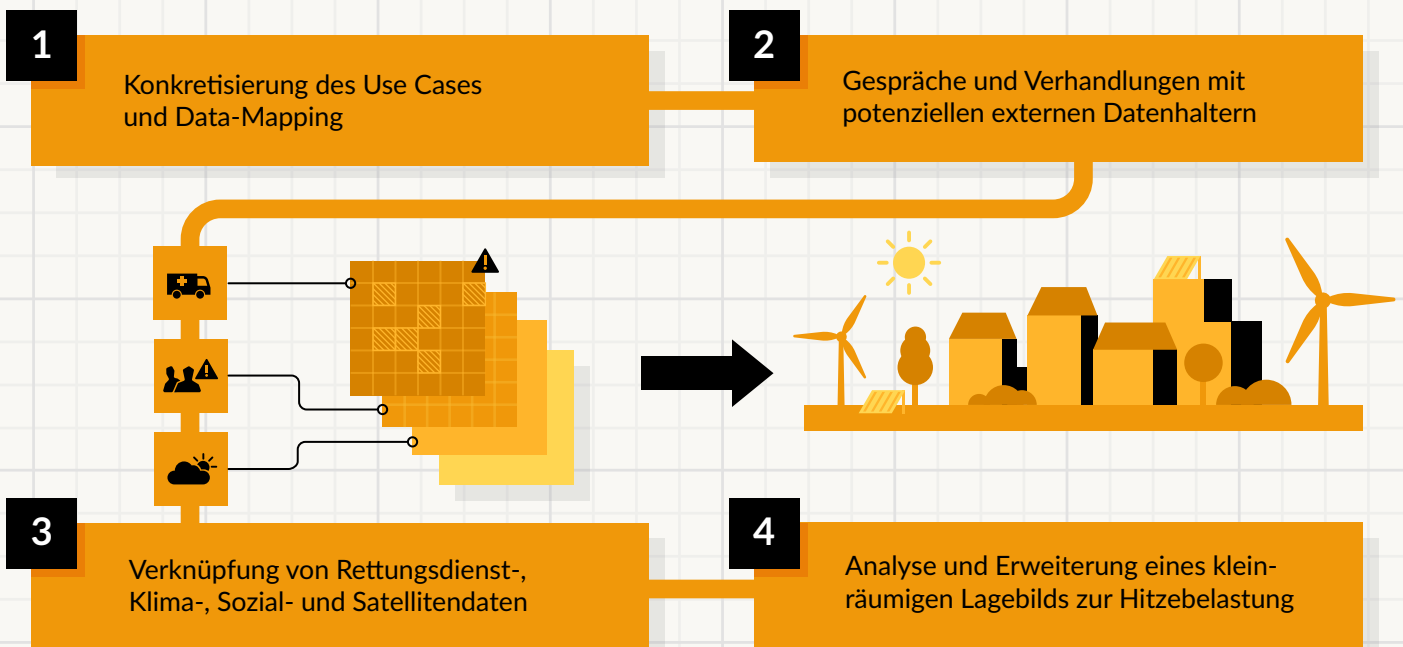 1
Konkretisierung des Use Cases
und Data-Mapping
2
Gespräche und Verhandlungen mit
potenziellen externen Datenhaltern
3
Verknüpfung von Rettungsdienst-,
Klima-, Sozial- und Satellitendaten
4
Analyse und Erweiterung eines klein-
räumigen Lagebilds zur Hitzebelastung